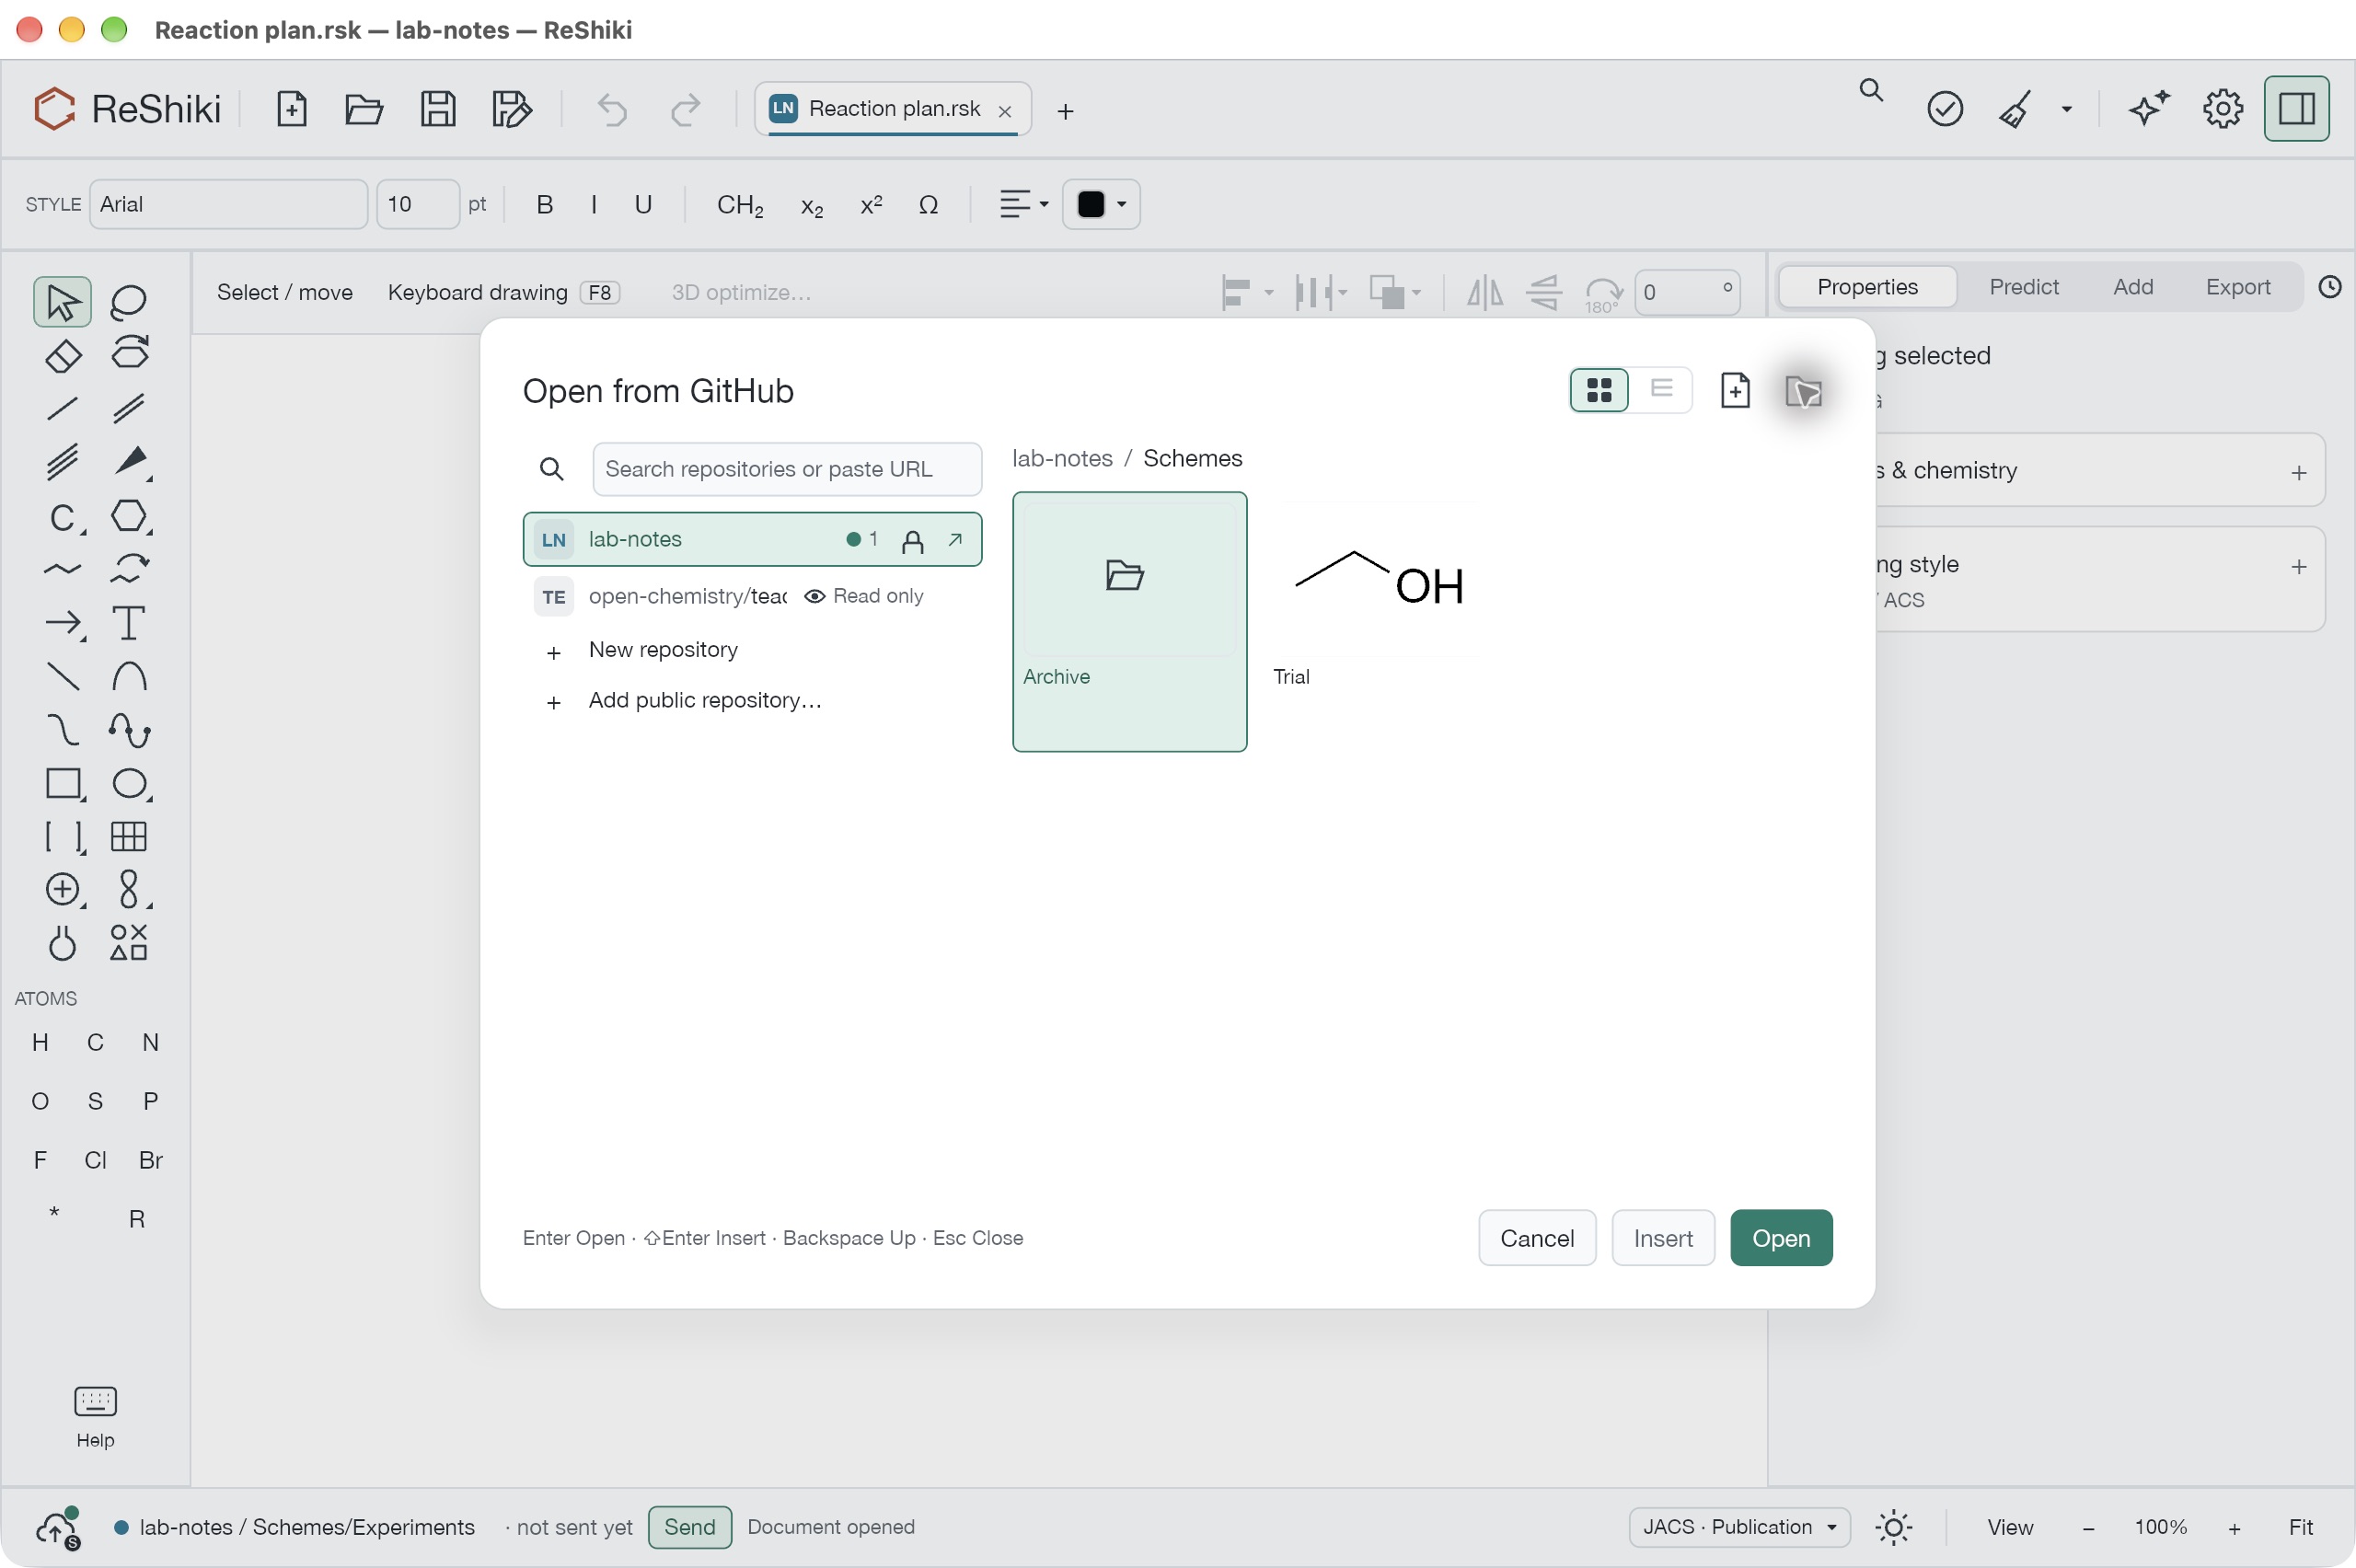 Reaction plan.rsk — lab-notes — ReShiki
ReShiki
LN Reaction plan.rsk × +
STYLE Arial 10 pt B I U CH₂ x₂ x² Ω
Select / move Keyboard drawing F8 3D optimize... 180° 0 °
Properties Predict Add Export
g selected
G
s & chemistry +
ng style +
/ ACS
C
T
ATOMS
H C N
O S P
F Cl Br
* R
Help
Open from GitHub
Search repositories or paste URL
LN lab-notes 1
TE open-chemistry/teac Read only
+ New repository
+ Add public repository...
lab-notes / Schemes
OH
Archive Trial
Enter Open · ⇧Enter Insert · Backspace Up · Esc Close
Cancel Insert Open
S lab-notes / Schemes/Experiments · not sent yet Send Document opened
JACS · Publication View − 100% + Fit